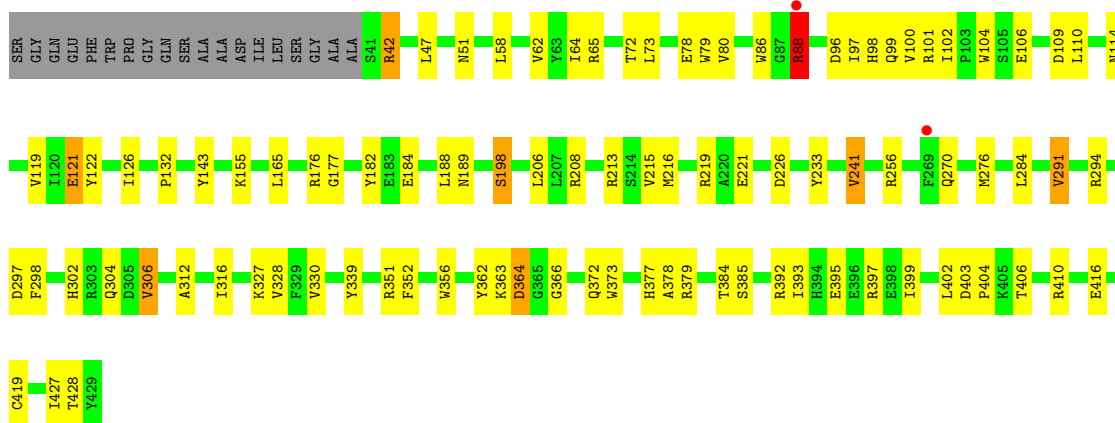 SER GLY GLN GLU PHE TRP PRO GLY GLN SER ALA ALA ASP ILE LEU SER GLY ALA ALA S41 R42 L47 N51 L58 V62 Y63 I64 R65 T72 L73 E78 W79 V80 W86 G87 R88 D96 I97 H98 Q99 V100 R101 I102 P103 W104 S105 E106 D109 L110 N114
V119 I120 E121 Y122 I126 P132 Y143 K155 L165 R176 G177 Y182 E183 E184 L188 N189 S198 L206 L207 R208 R213 S214 V215 M216 R219 A220 E221 D226 Y233 V241 R256 F269 Q270 M276 L284 V291 R294
D297 F298 H302 R303 Q304 D305 V306 A312 I316 K327 V328 F329 V330 Y339 R351 F352 W356 Y362 K363 D364 G365 G366 Q372 W373 H377 A378 R379 T384 S385 R392 I393 H394 E395 E396 R397 E398 I399 L402 D403 P404 K405 T406 R410 E416
C419 I427 T428 Y429